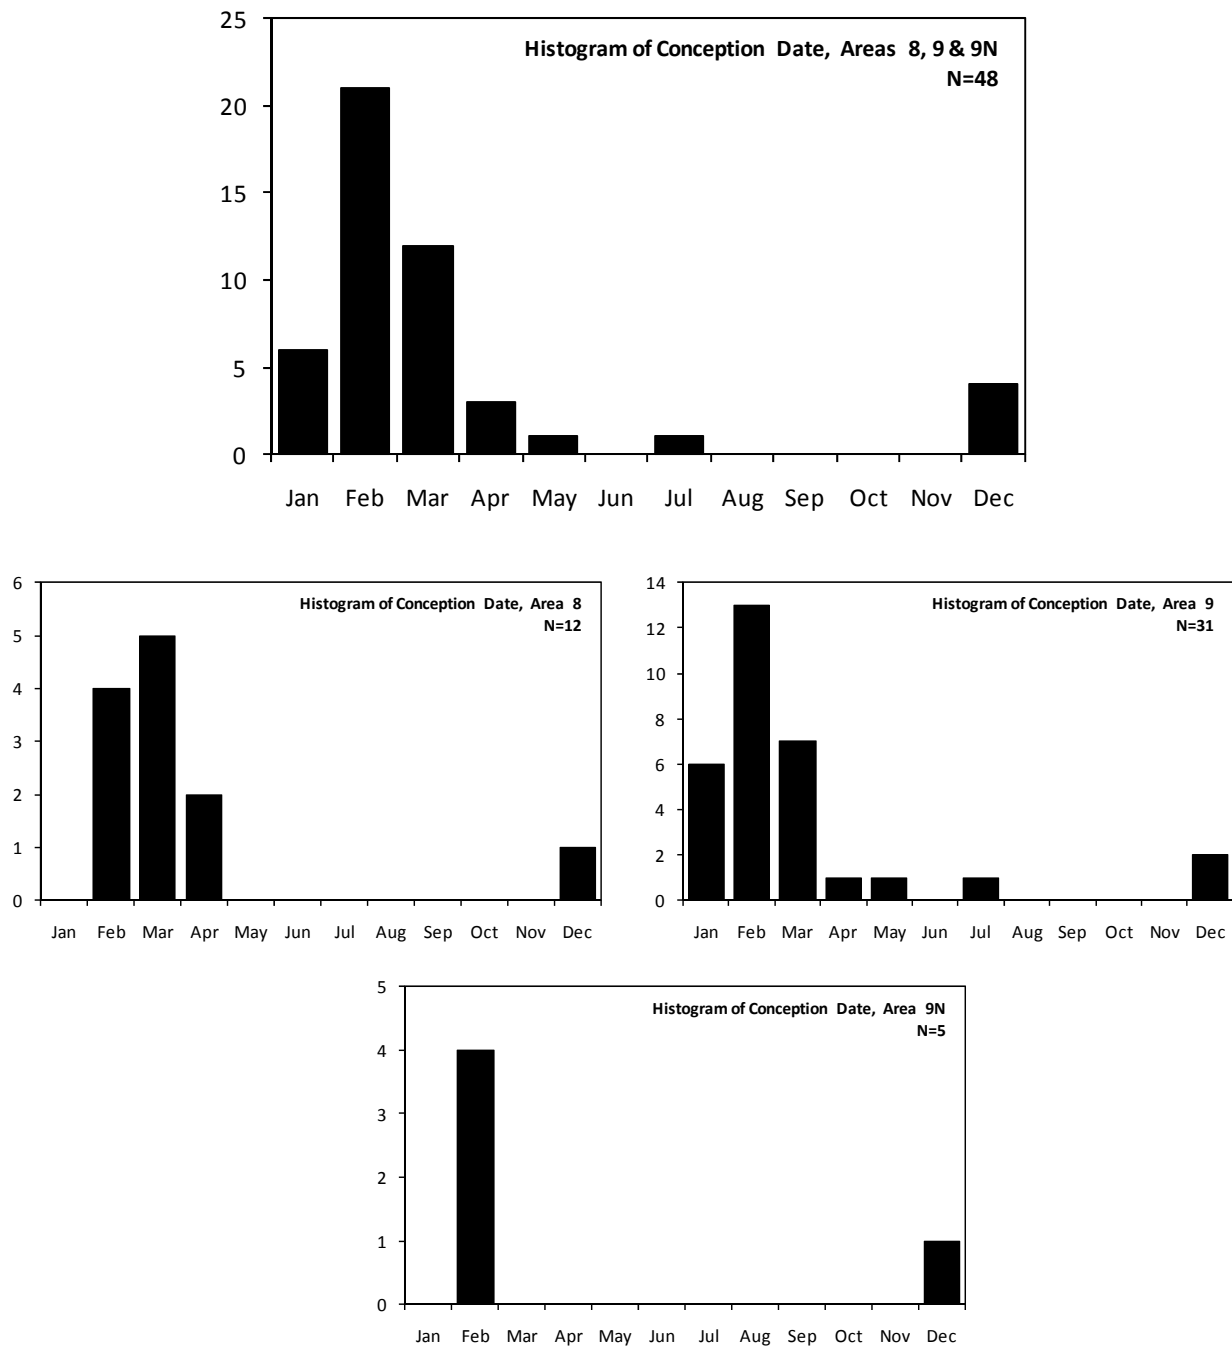 Histogram of Conception Date, Areas 8, 9 & 9N
N=48
25
20
15
10
5
0
Jan Feb Mar Apr May Jun Jul Aug Sep Oct Nov Dec
Histogram of Conception Date, Area 8
N=12
6
5
4
3
2
1
0
Jan Feb Mar Apr May Jun Jul Aug Sep Oct Nov Dec
Histogram of Conception Date, Area 9
N=31
14
12
10
8
6
4
2
0
Jan Feb Mar Apr May Jun Jul Aug Sep Oct Nov Dec
Histogram of Conception Date, Area 9N
N=5
5
4
3
2
1
0
Jan Feb Mar Apr May Jun Jul Aug Sep Oct Nov Dec